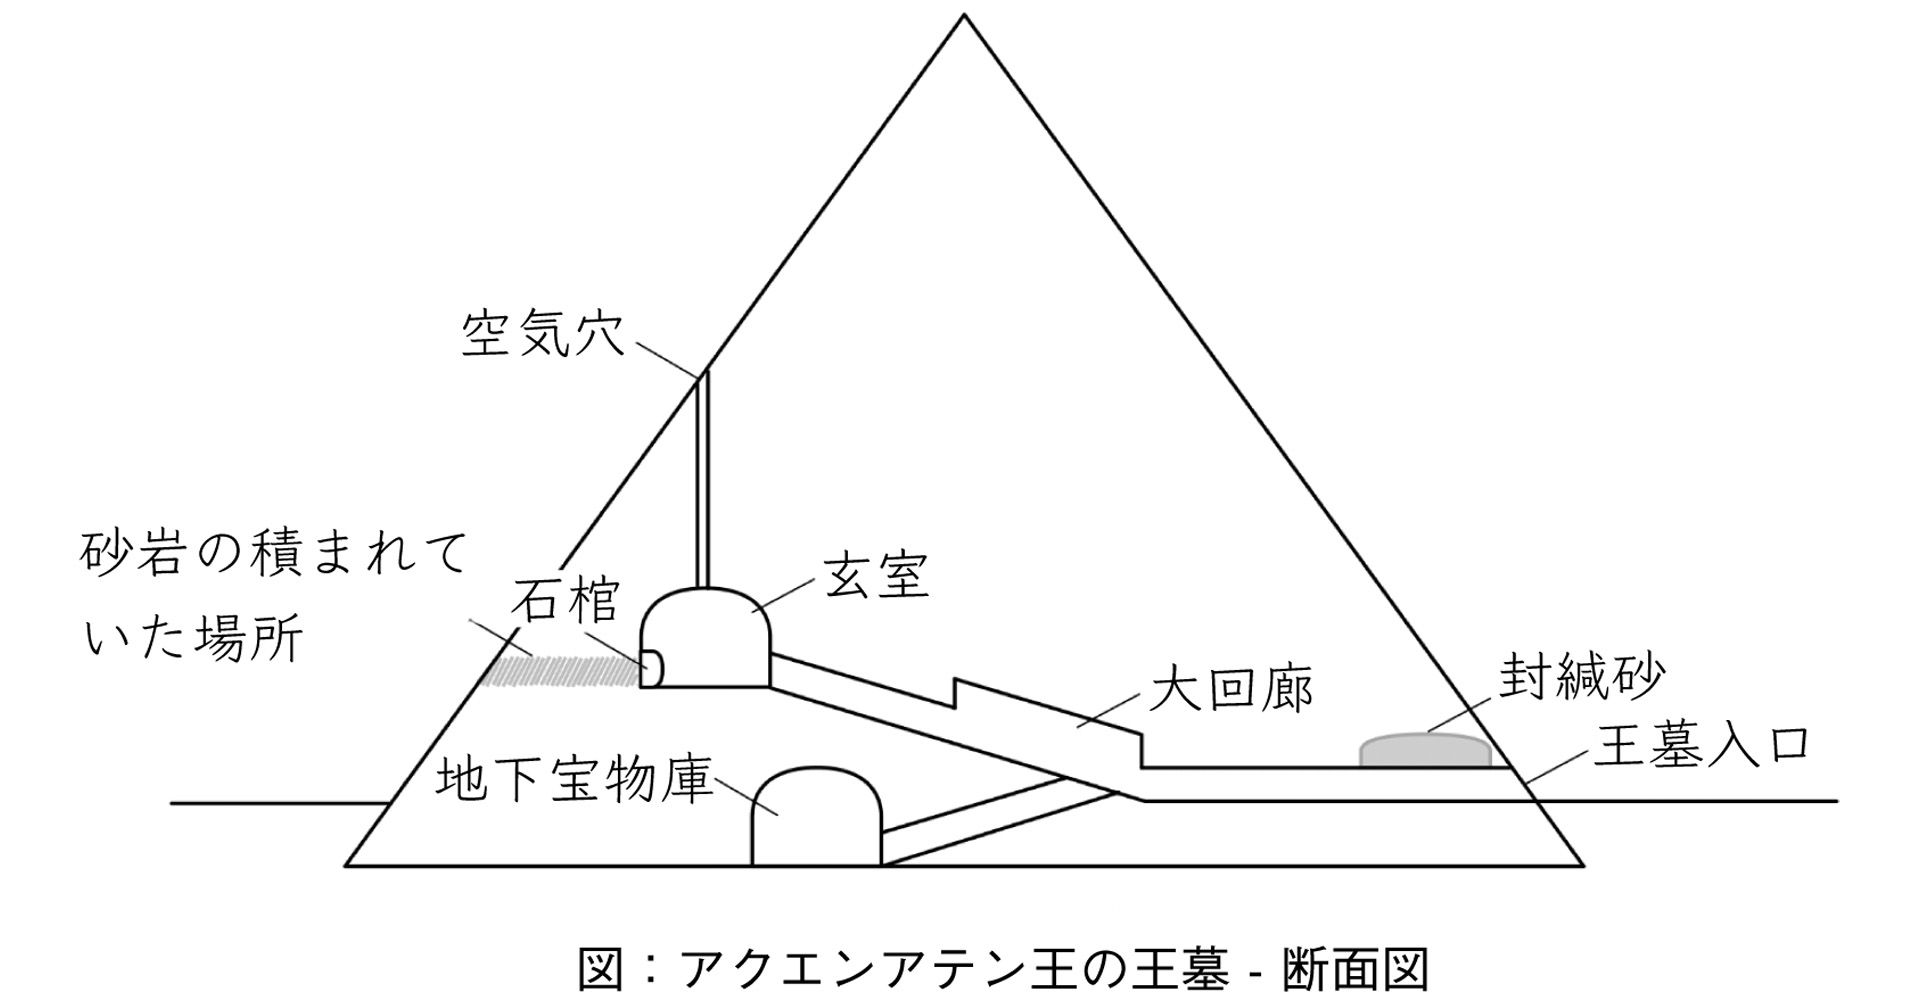 空気穴
砂岩の積まれて
いた場所
石棺
玄室
大回廊
封緘砂
王墓入口
地下宝物庫
図：アクエンアテン王の王墓 - 断面図